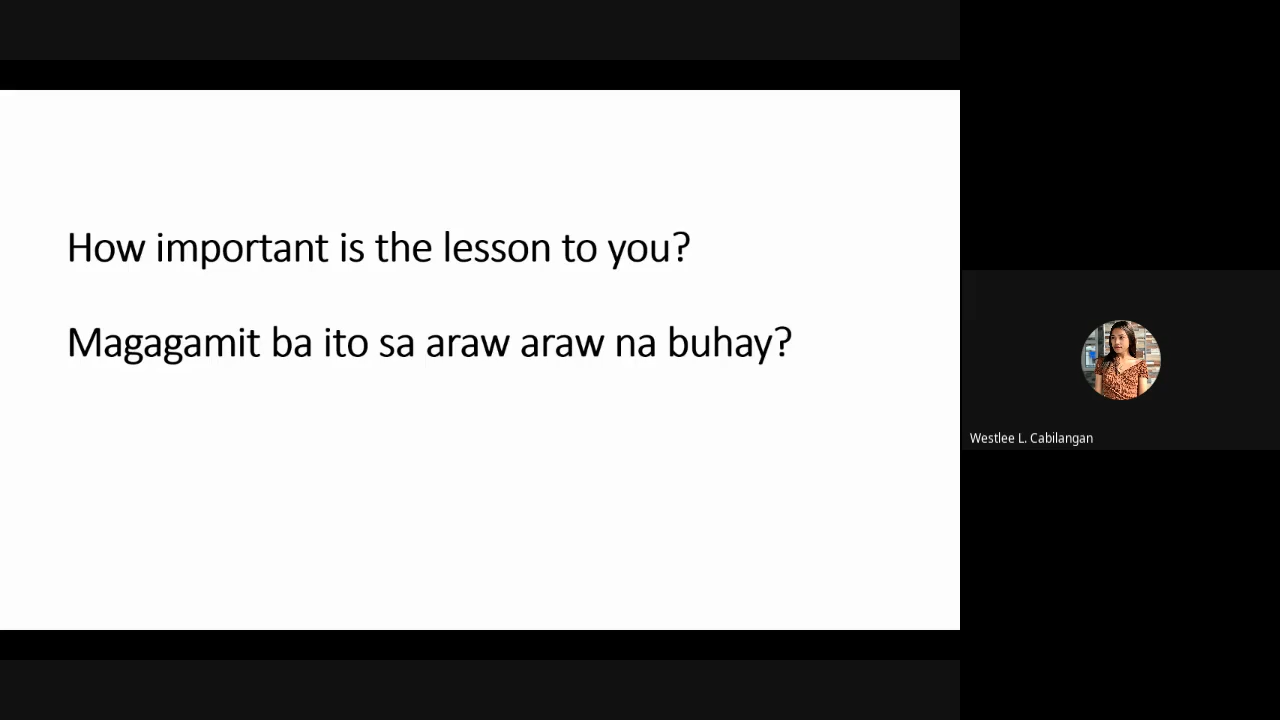 How important is the lesson to you?
Magagamit ba ito sa araw araw na buhay?
Westlee L. Cabilangan